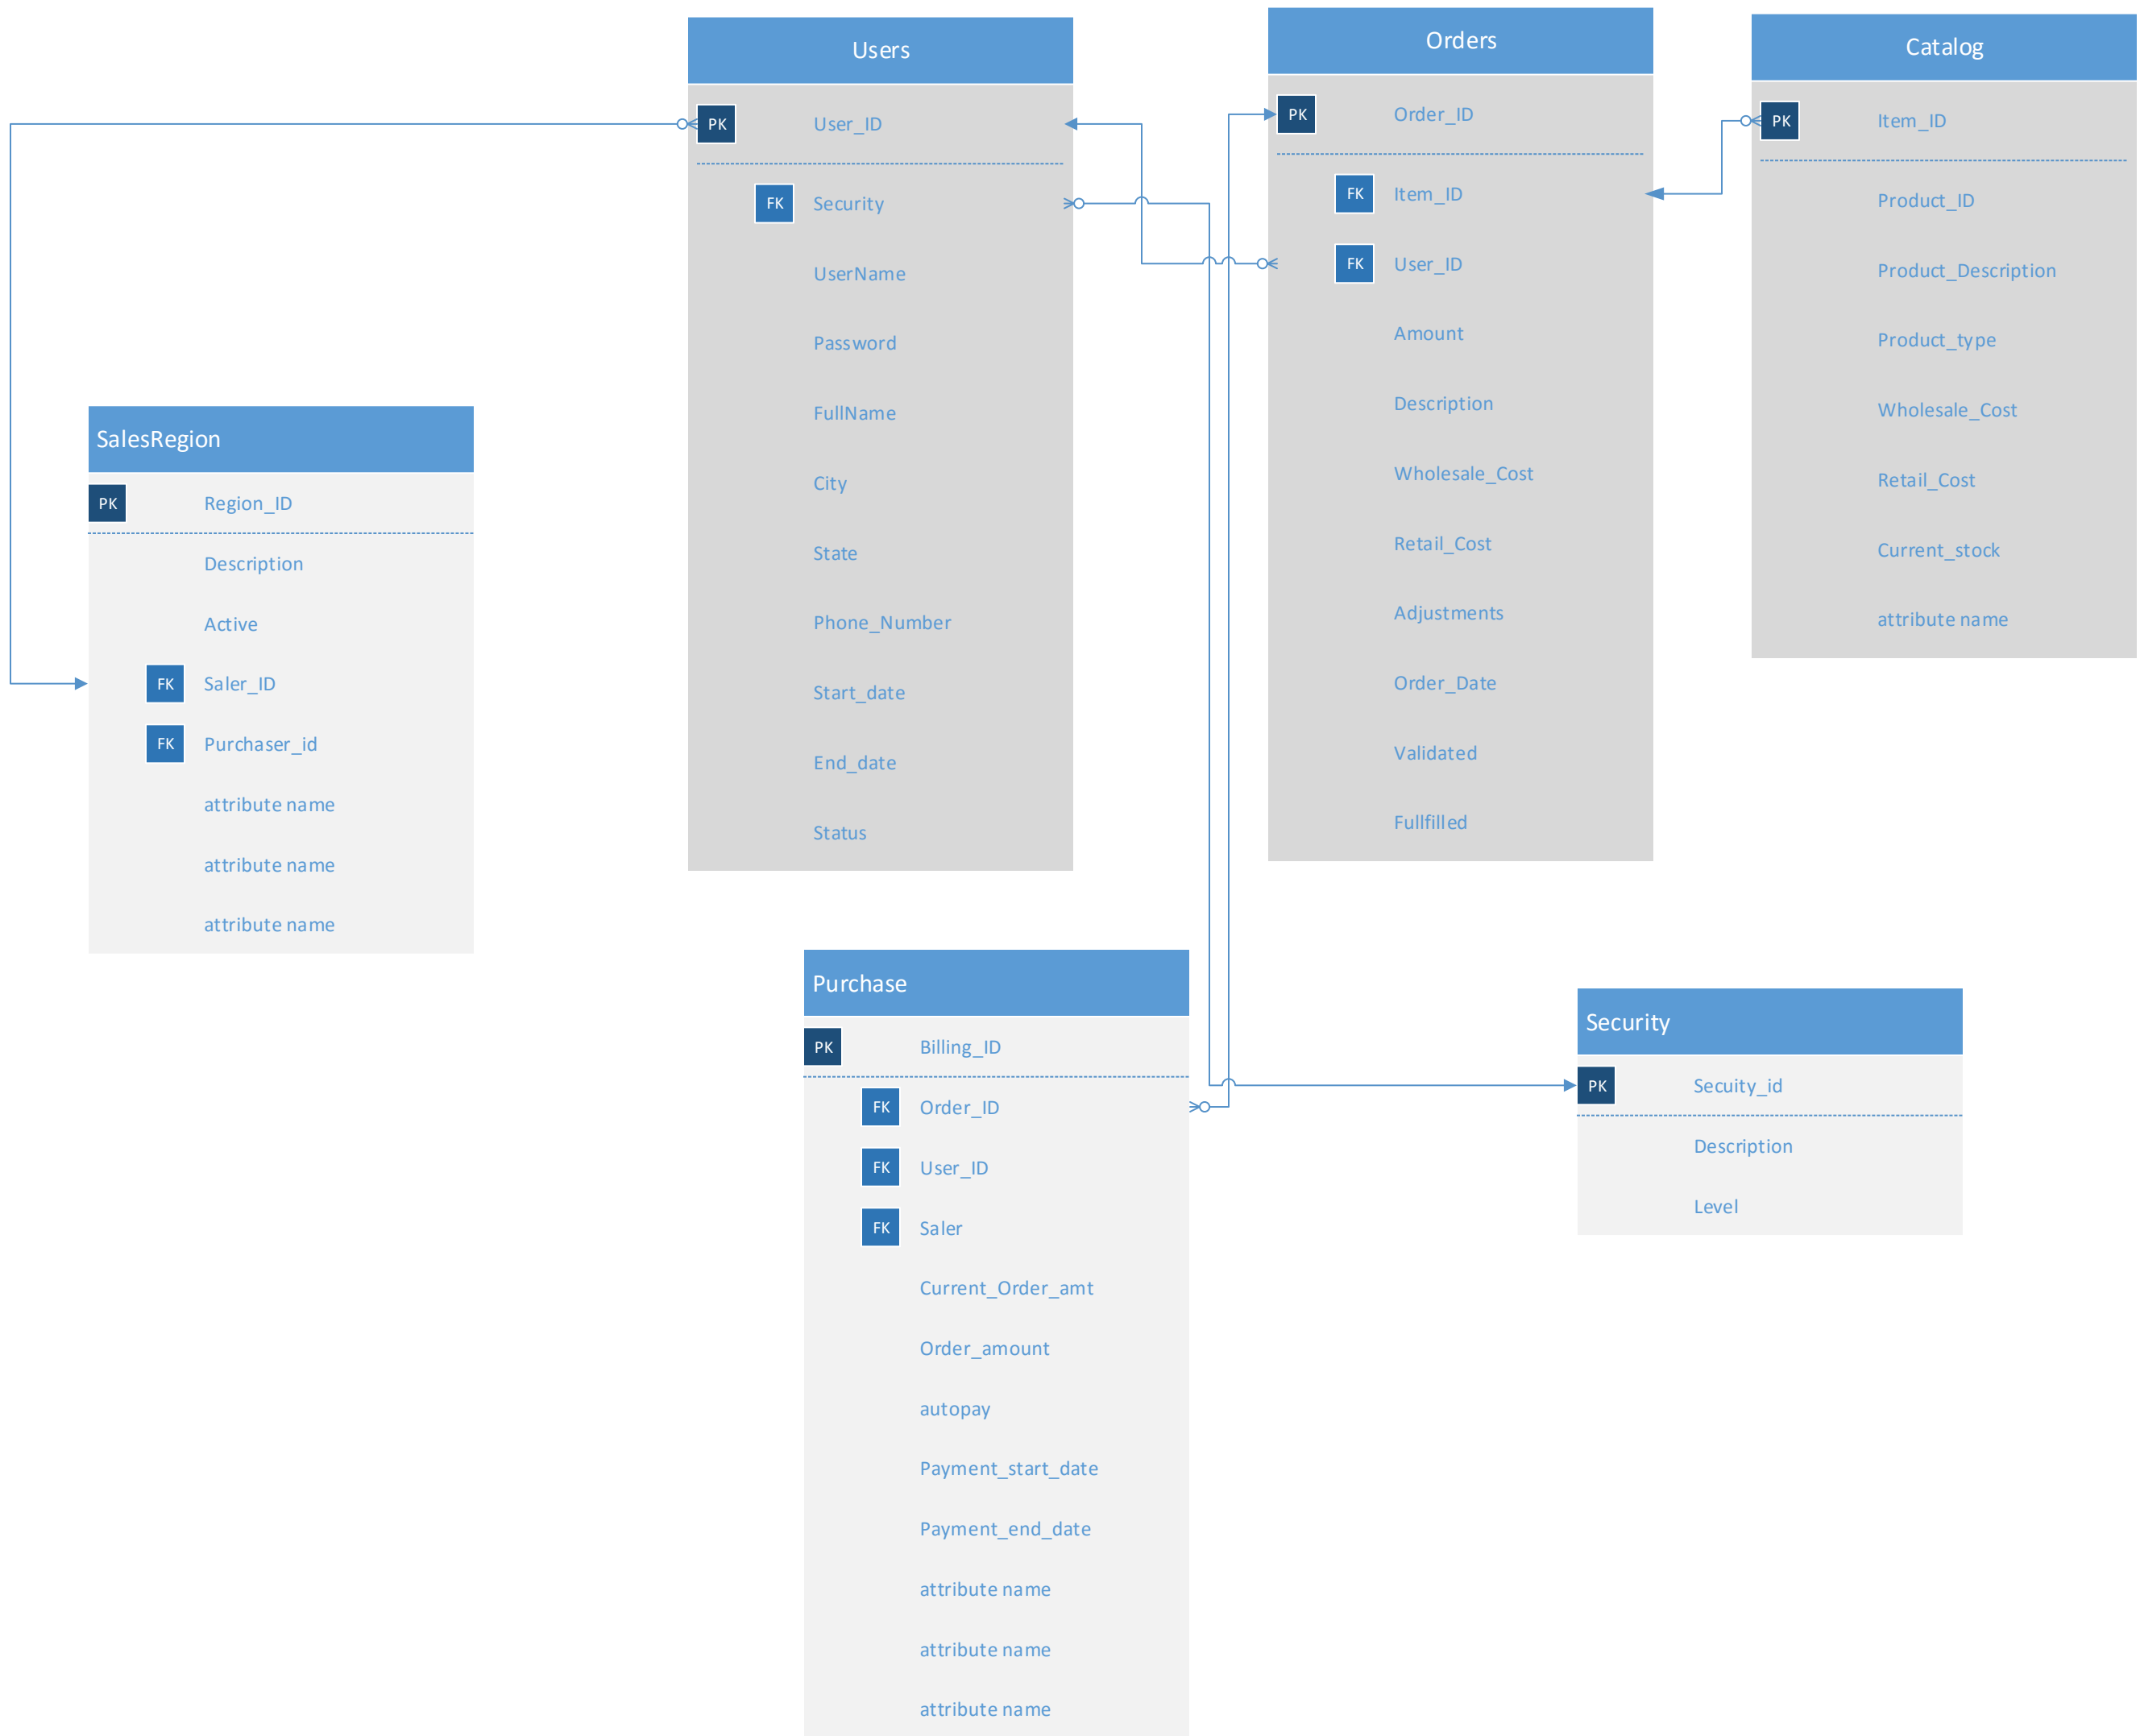 Users
PK User_ID
FK Security
UserName
Password
FullName
City
State
Phone_Number
Start_date
End_date
Status
Orders
PK Order_ID
FK Item_ID
FK User_ID
Amount
Description
Wholesale_Cost
Retail_Cost
Adjustments
Order_Date
Validated
Fullfilled
Catalog
PK Item_ID
Product_ID
Product_Description
Product_type
Wholesale_Cost
Retail_Cost
Current_stock
attribute name
SalesRegion
PK Region_ID
Description
Active
FK Saler_ID
FK Purchaser_id
attribute name
attribute name
attribute name
Purchase
PK Billing_ID
FK Order_ID
FK User_ID
FK Saler
Current_Order_amt
Order_amount
autopay
Payment_start_date
Payment_end_date
attribute name
attribute name
attribute name
Security
PK Secuity_id
Description
Level